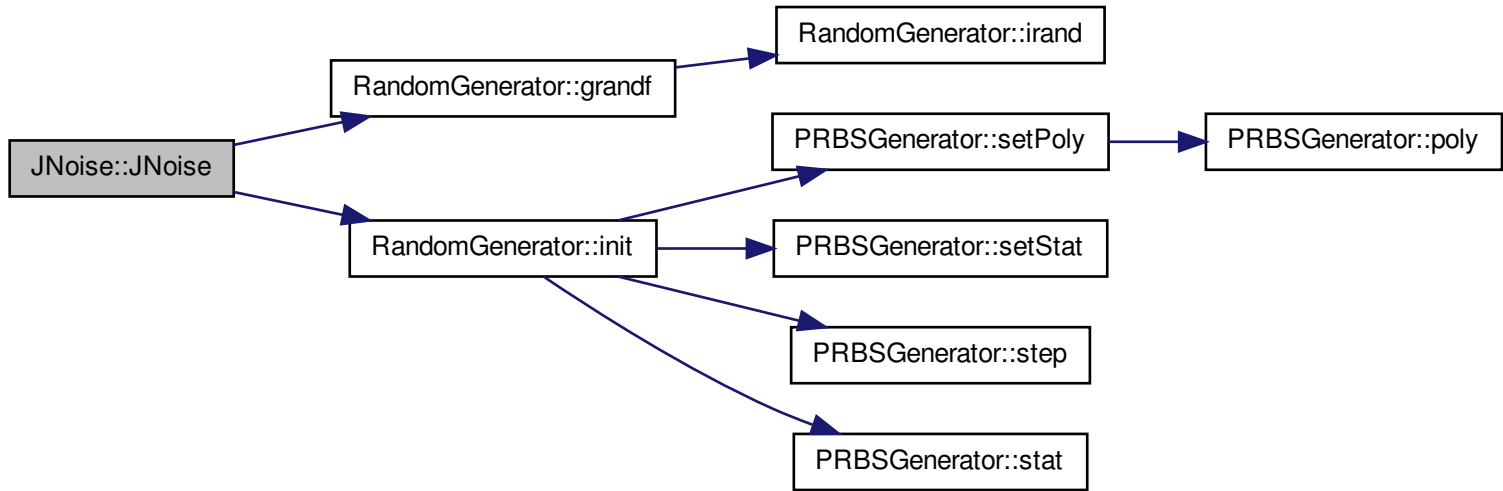 RandomGenerator::irand
RandomGenerator::grandf
PRBSGenerator::setPoly
PRBSGenerator::poly
JNoise::JNoise
RandomGenerator::init
PRBSGenerator::setStat
PRBSGenerator::step
PRBSGenerator::stat